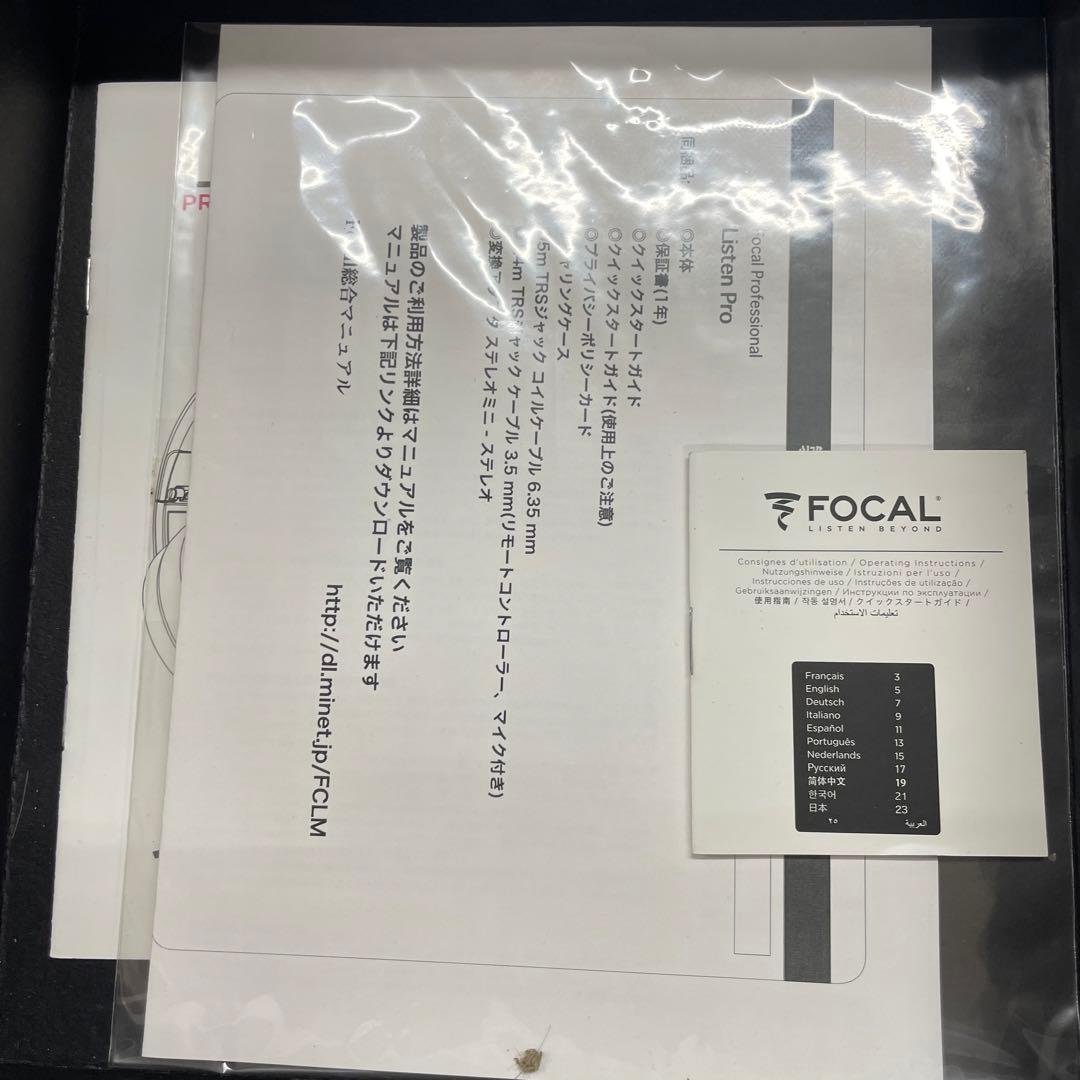 PR
同梱品:
Focal Professional
Listen Pro
◎本体
◎保証書(1年)
◎クイックスタートガイド
◎クイックスタートガイド(使用上のご注意)
◎プライバシーポリシーカード
ャリングケース
5m TRSジャック コイルケーブル 6.35 mm
4m TRSジャック ケーブル 3.5 mm(リモートコントローラー、マイク付き)
◎変換アダプタ ステレオミニ - ステレオ
製品のご利用方法詳細はマニュアルをご覧ください
マニュアルは下記リンクよりダウンロードいただけます
総合マニュアル
http://dl.minet.jp/FCLM
FOCAL®
LISTEN BEYOND
Consignes d'utilisation / Operating Instructions /
Nutzungshinweise / Istruzioni per l'uso /
Instrucciones de uso / Instruções de utilização /
Gebruiksaanwijzingen / Инструкции по эксплуатации /
使用指南 / 작동 설명서 / クイックスタートガイド /
تعليمات الاستخدام
Français 3
English 5
Deutsch 7
Italiano 9
Español 11
Português 13
Nederlands 15
Русский 17
简体中文 19
한국어 21
日本 23
العربية ٢٥